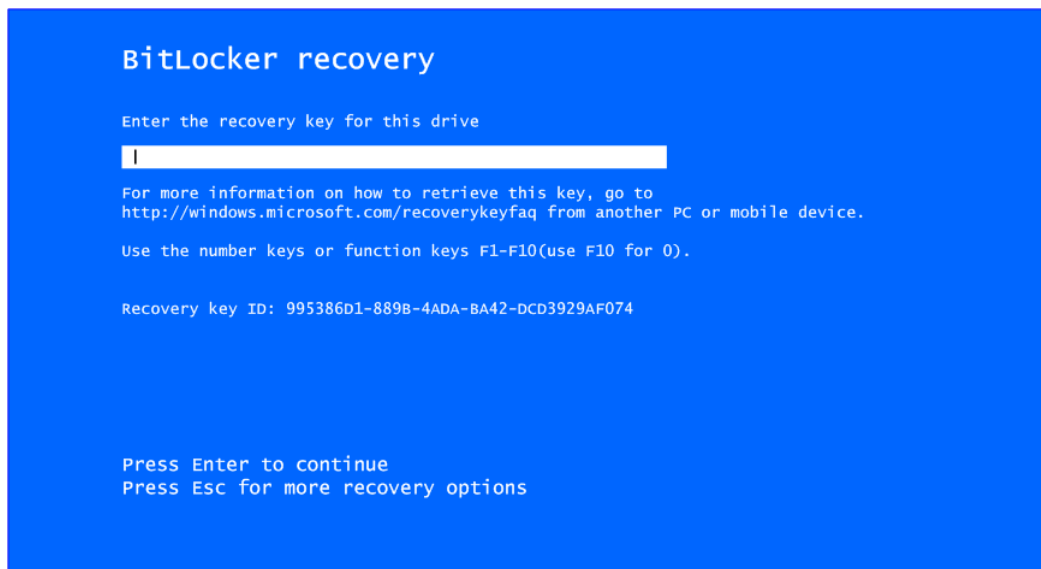 BitLocker recovery
Enter the recovery key for this drive
For more information on how to retrieve this key, go to
http://windows.microsoft.com/recoverykeyfaq from another PC or mobile device.
Use the number keys or function keys F1-F10(use F10 for 0).
Recovery key ID: 995386D1-889B-4ADA-BA42-DCD3929AF074
Press Enter to continue
Press Esc for more recovery options